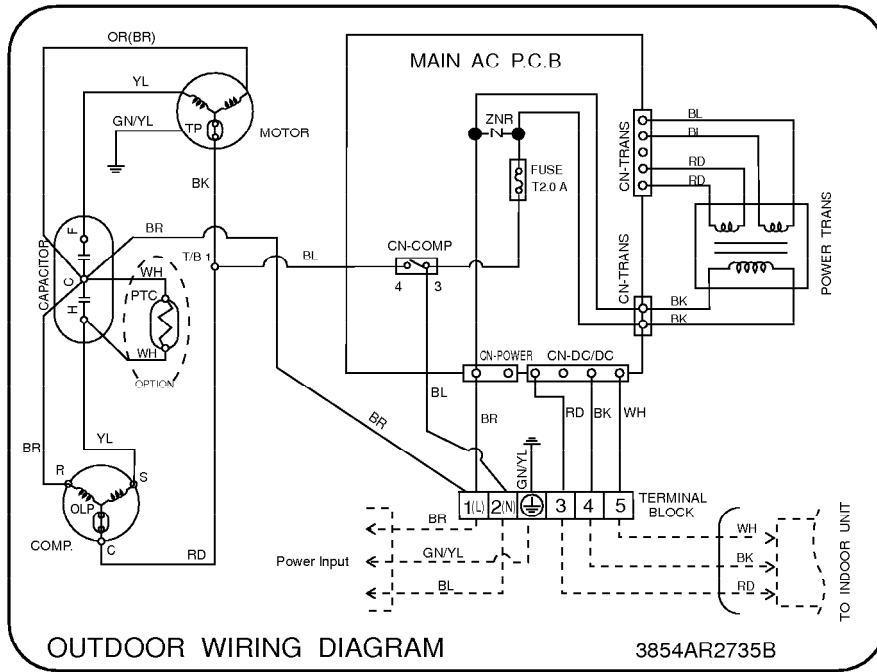 OR(BR)
MAIN AC P.C.B
YL
GN/YL
TP
MOTOR
ZNR
FUSE
T2.0 A
CN-TRANS
BL
BL
RD
RD
POWER TRANS
BK
CAPACITOR
F
C
H
BR
T/B 1
BL
CN-COMP
4 3
CN-TRANS
BK
BK
WH
PTC
WH
OPTION
CN-POWER CN-DC/DC
BL
BR
BR
RD BK WH
GN/YL
BR
YL
R
S
OLP
COMP.
C
RD
1(L) 2(N) 3 4 5
TERMINAL
BLOCK
BR
Power Input
GN/YL
BL
WH
BK
RD
TO INDOOR UNIT
OUTDOOR WIRING DIAGRAM
3854AR2735B